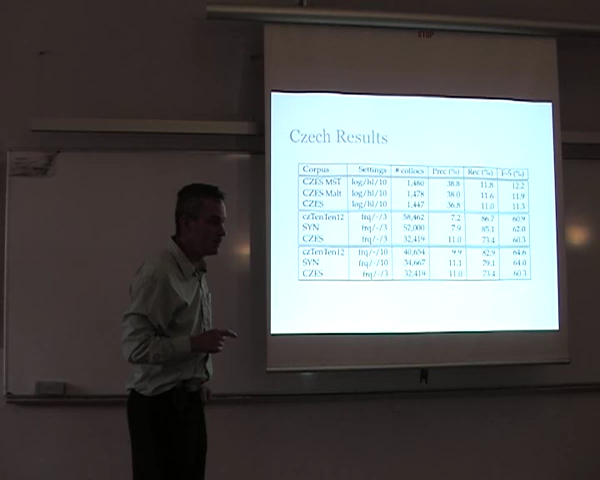 STOP
Czech Results
Corpus Settings # collocs Prec (%) Rec (%) F-5 (%)
CZES MST log/hl/10 1,480 38.8 11.8 12.2
CZES Malt log/hl/10 1,478 38.0 11.6 11.9
CZES log/hl/10 1,447 36.8 11.0 11.3
czTenTen12 frq/-/3 58,462 7.2 86.7 60.9
SYN frq/-/3 52,000 7.9 85.1 62.0
CZES frq/-/3 32,419 11.0 73.4 60.3
czTenTen12 frq/-/10 40,654 9.9 82.9 64.6
SYN frq/-/10 34,667 11.1 79.1 64.0
CZES frq/-/3 32,419 11.0 73.4 60.3